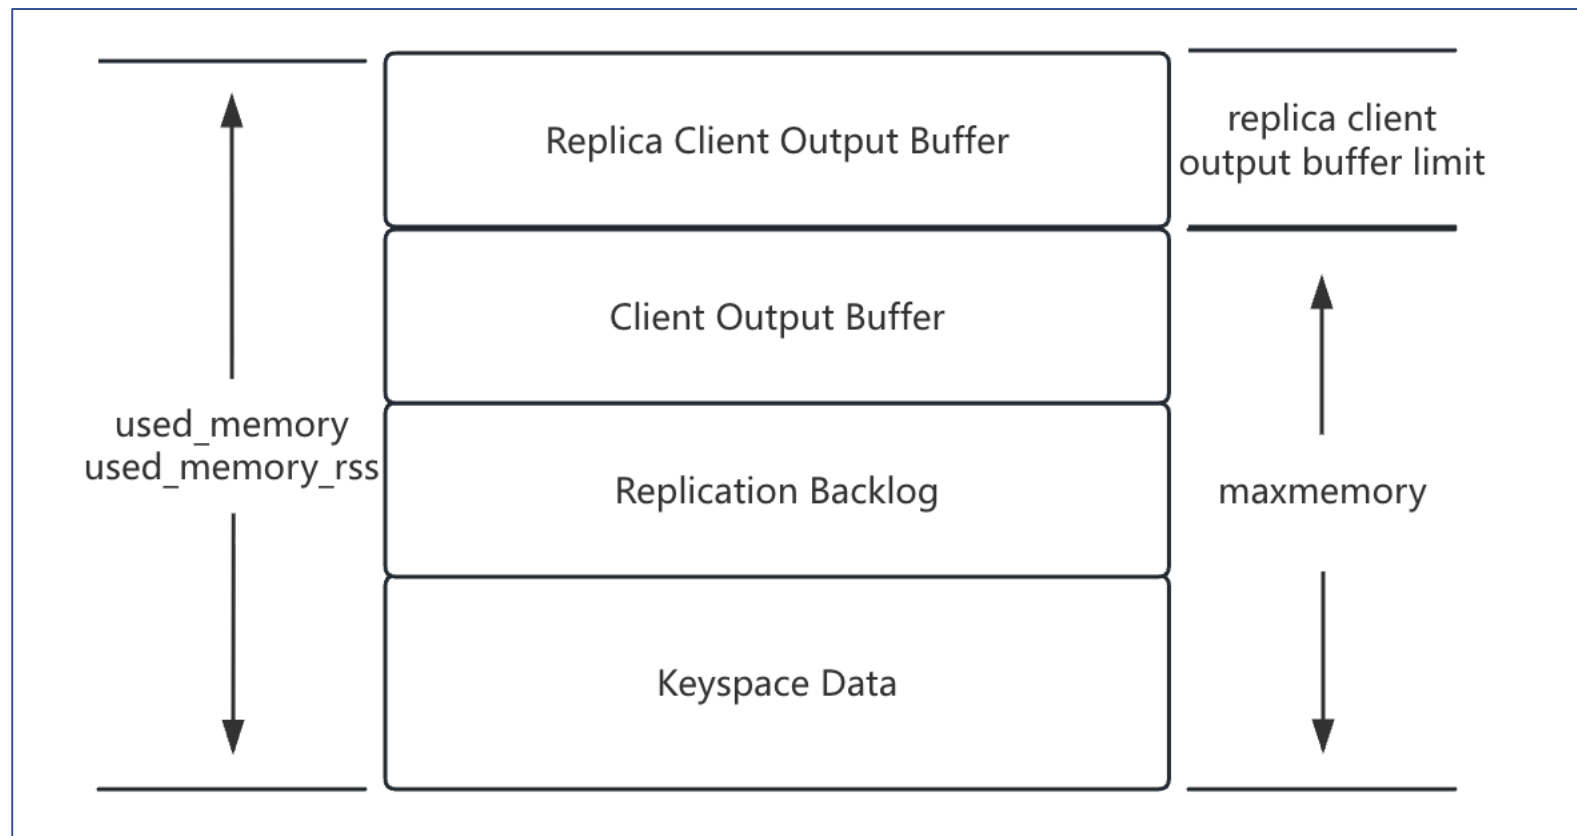 Replica Client Output Buffer
replica client
output buffer limit
Client Output Buffer
used_memory
used_memory_rss
Replication Backlog
maxmemory
Keyspace Data